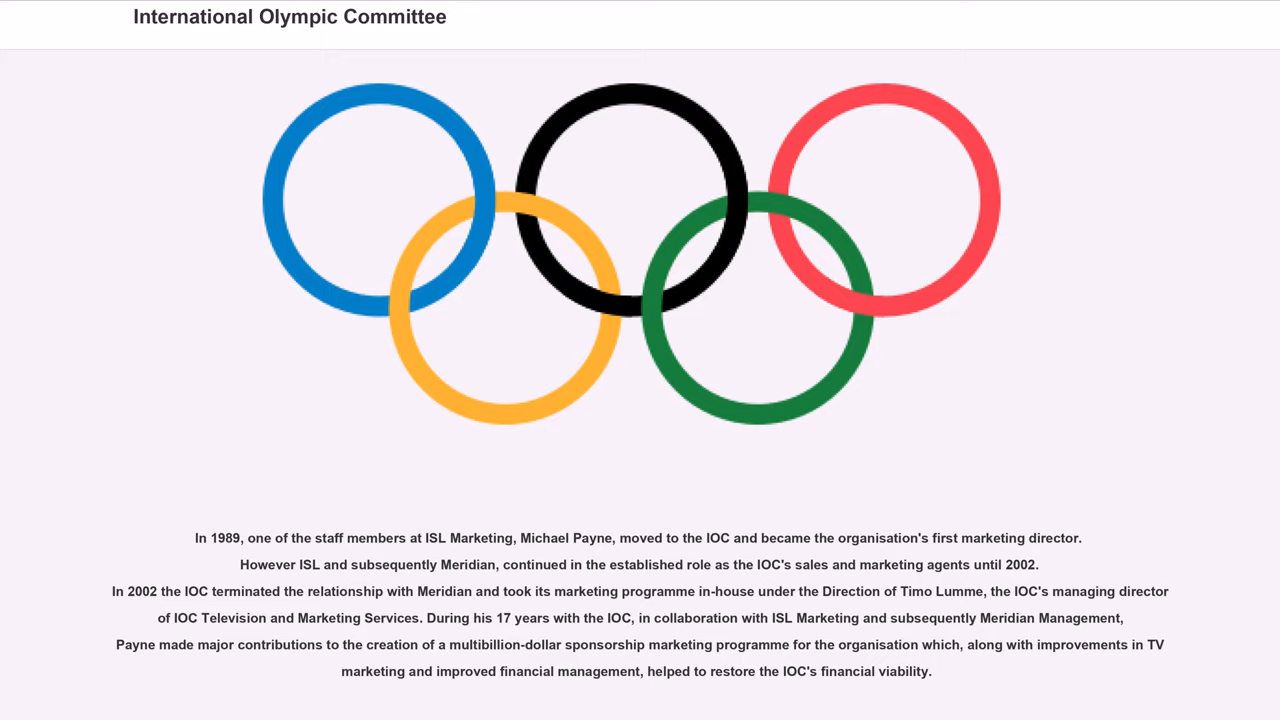 International Olympic Committee
In 1989, one of the staff members at ISL Marketing, Michael Payne, moved to the IOC and became the organisation's first marketing director.
However ISL and subsequently Meridian, continued in the established role as the IOC's sales and marketing agents until 2002.
In 2002 the IOC terminated the relationship with Meridian and took its marketing programme in-house under the Direction of Timo Lumme, the IOC's managing director
of IOC Television and Marketing Services. During his 17 years with the IOC, in collaboration with ISL Marketing and subsequently Meridian Management,
Payne made major contributions to the creation of a multibillion-dollar sponsorship marketing programme for the organisation which, along with improvements in TV
marketing and improved financial management, helped to restore the IOC's financial viability.